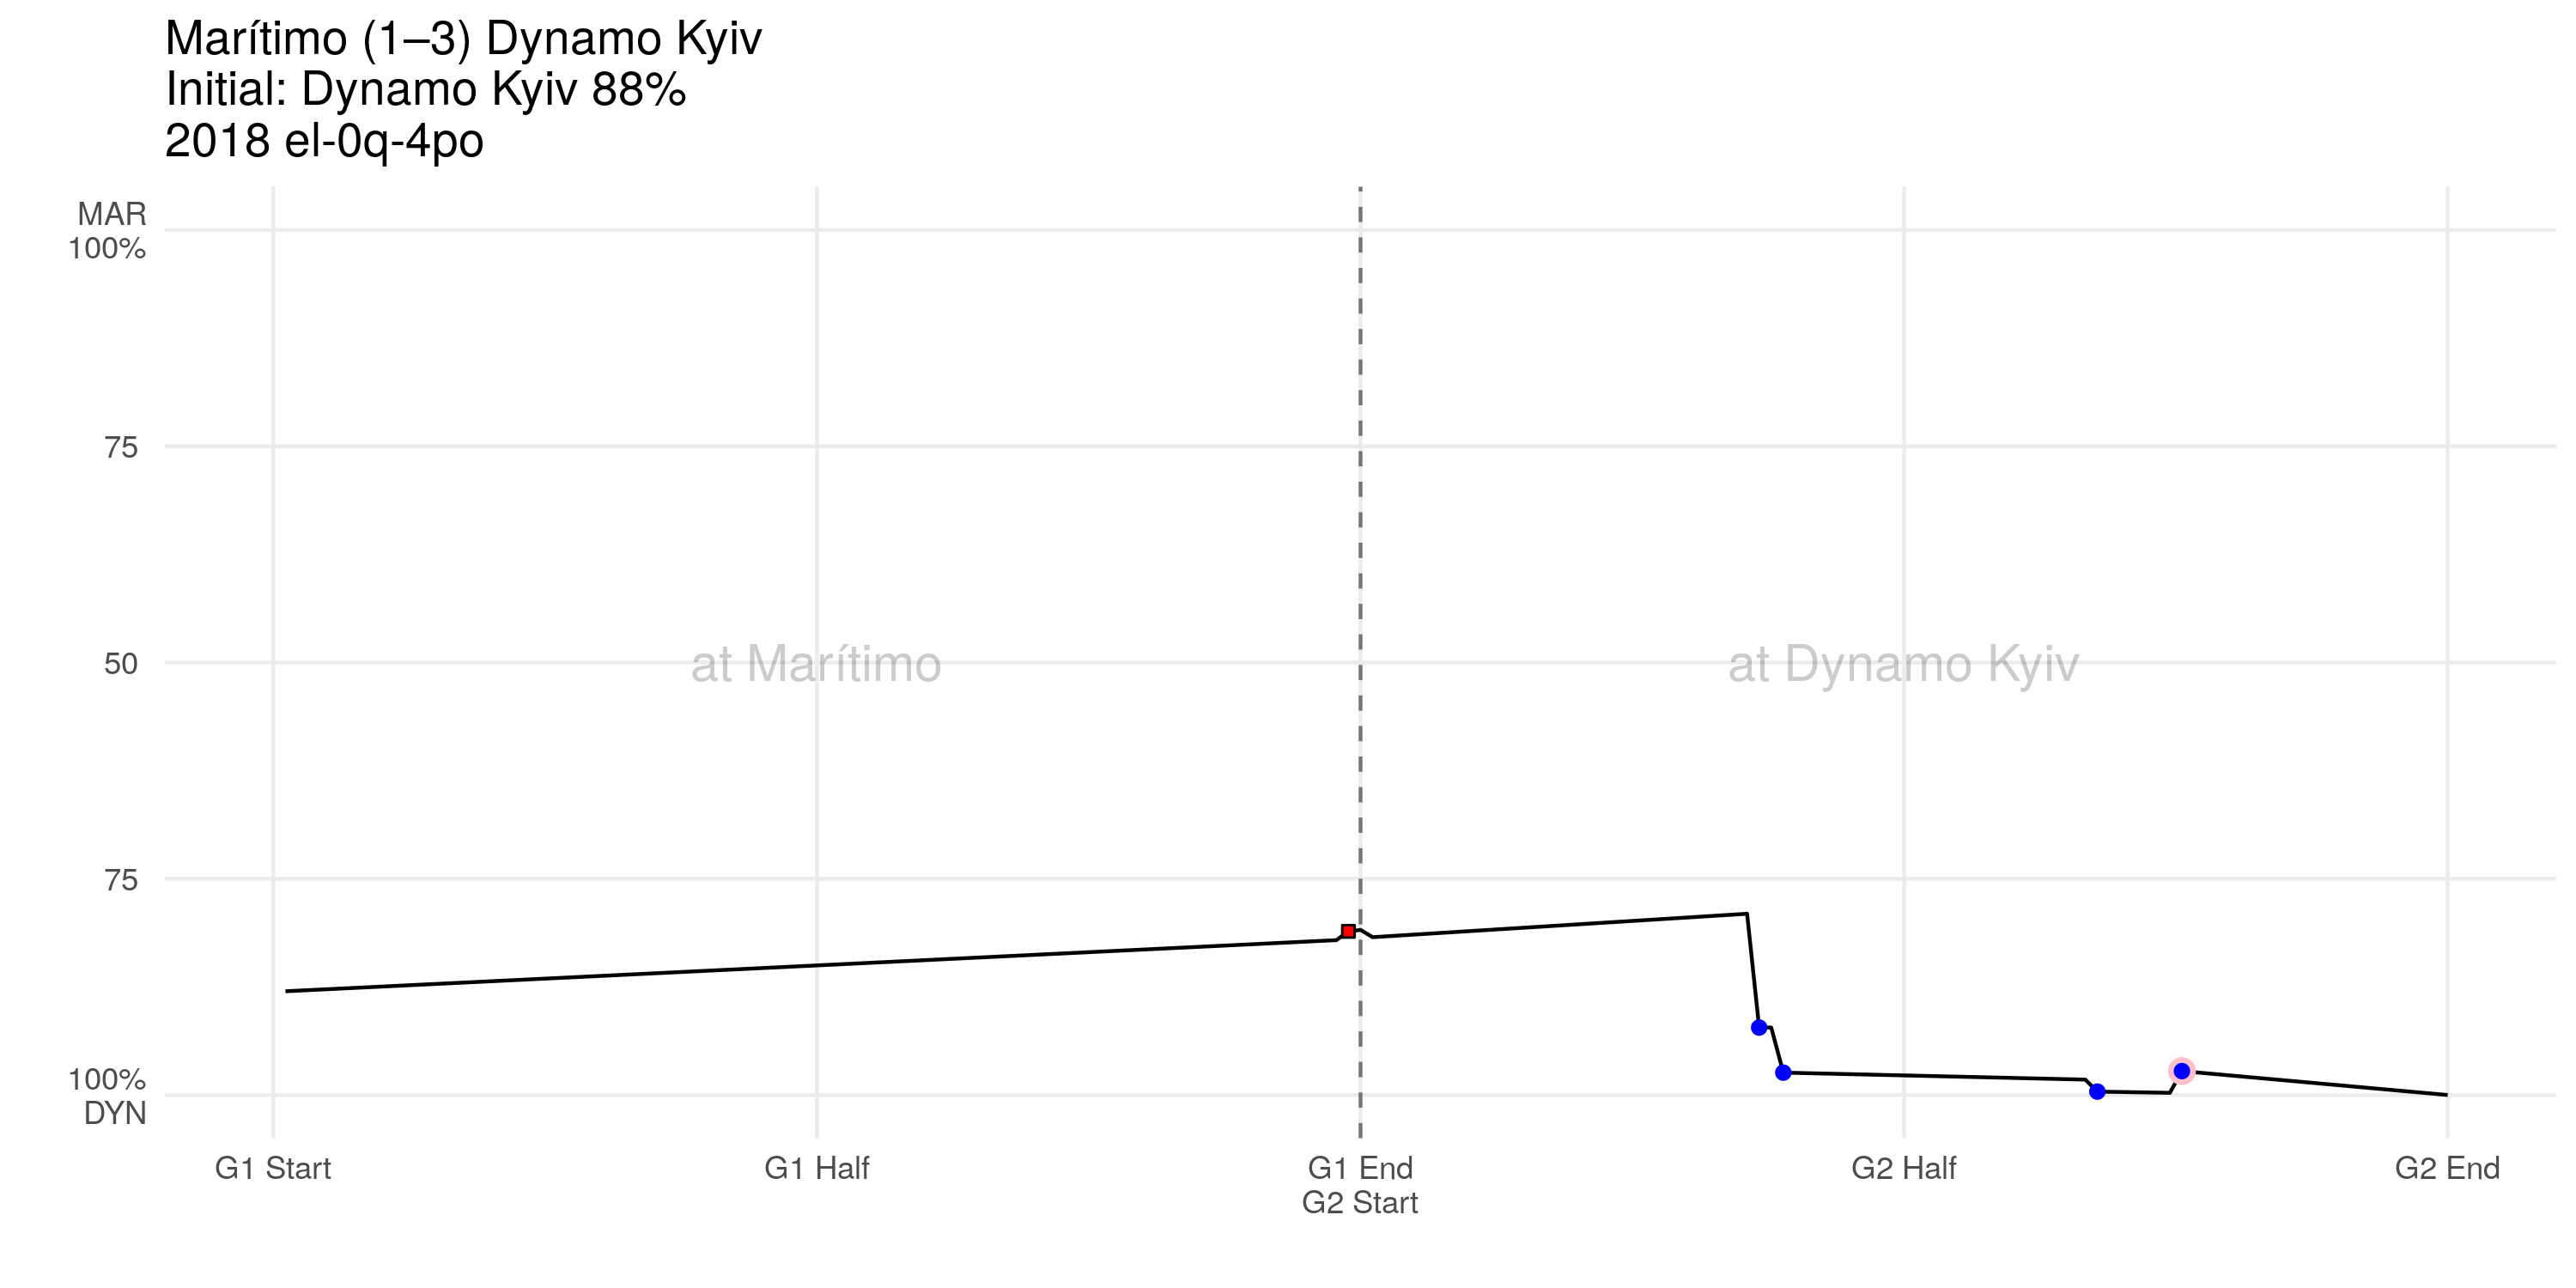 Marítimo (1–3) Dynamo Kyiv
Initial: Dynamo Kyiv 88%
2018 el-0q-4po
MAR
100%
75
50
75
100%
DYN
at Marítimo
at Dynamo Kyiv
G1 Start
G1 Half
G1 End
G2 Start
G2 Half
G2 End